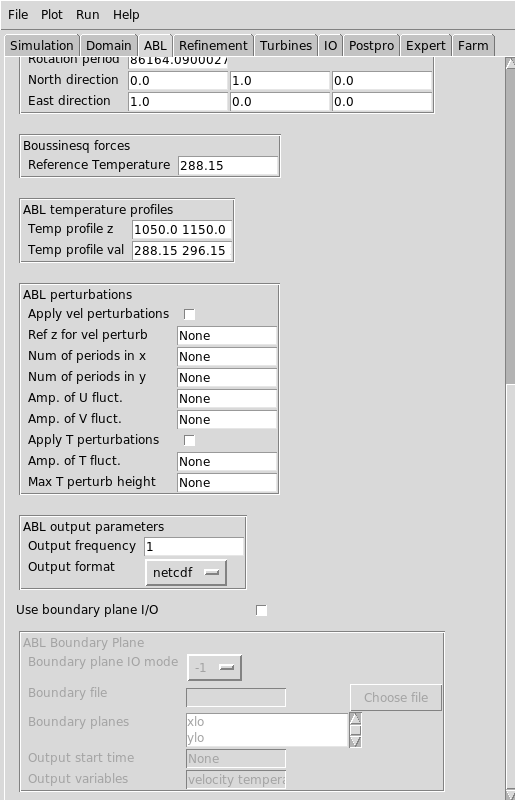 File Plot Run Help
Simulation Domain ABL Refinement Turbines IO Postpro Expert Farm
Rotation period 86164.0900027
North direction 0.0 1.0 0.0
East direction 1.0 0.0 0.0
Boussinesq forces
Reference Temperature 288.15
ABL temperature profiles
Temp profile z 1050.0 1150.0
Temp profile val 288.15 296.15
ABL perturbations
Apply vel perturbations
Ref z for vel perturb None
Num of periods in x None
Num of periods in y None
Amp. of U fluct. None
Amp. of V fluct. None
Apply T perturbations
Amp. of T fluct. None
Max T perturb height None
ABL output parameters
Output frequency 1
Output format netcdf
Use boundary plane I/O
ABL Boundary Plane
Boundary plane IO mode -1
Boundary file Choose file
Boundary planes xlo
ylo
Output start time None
Output variables velocity tempera